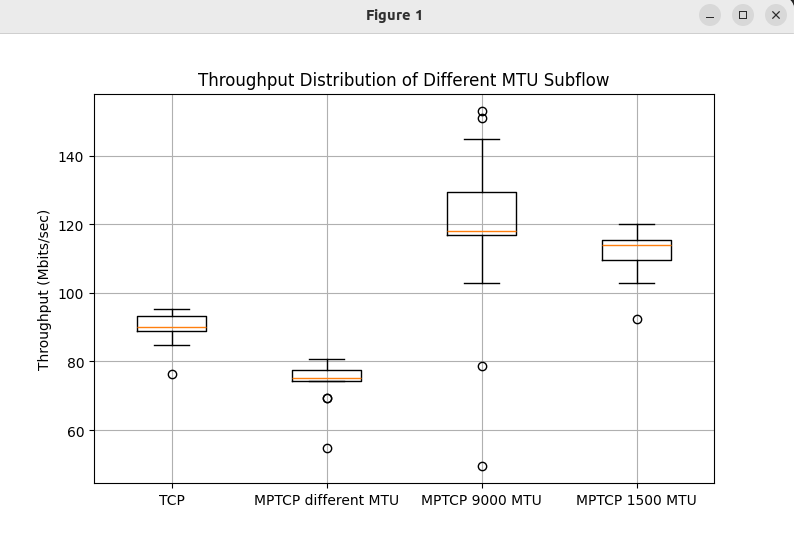 Figure 1
Throughput Distribution of Different MTU Subflow
140
120
100
80
60
Throughput (Mbits/sec)
TCP
MPTCP different MTU
MPTCP 9000 MTU
MPTCP 1500 MTU